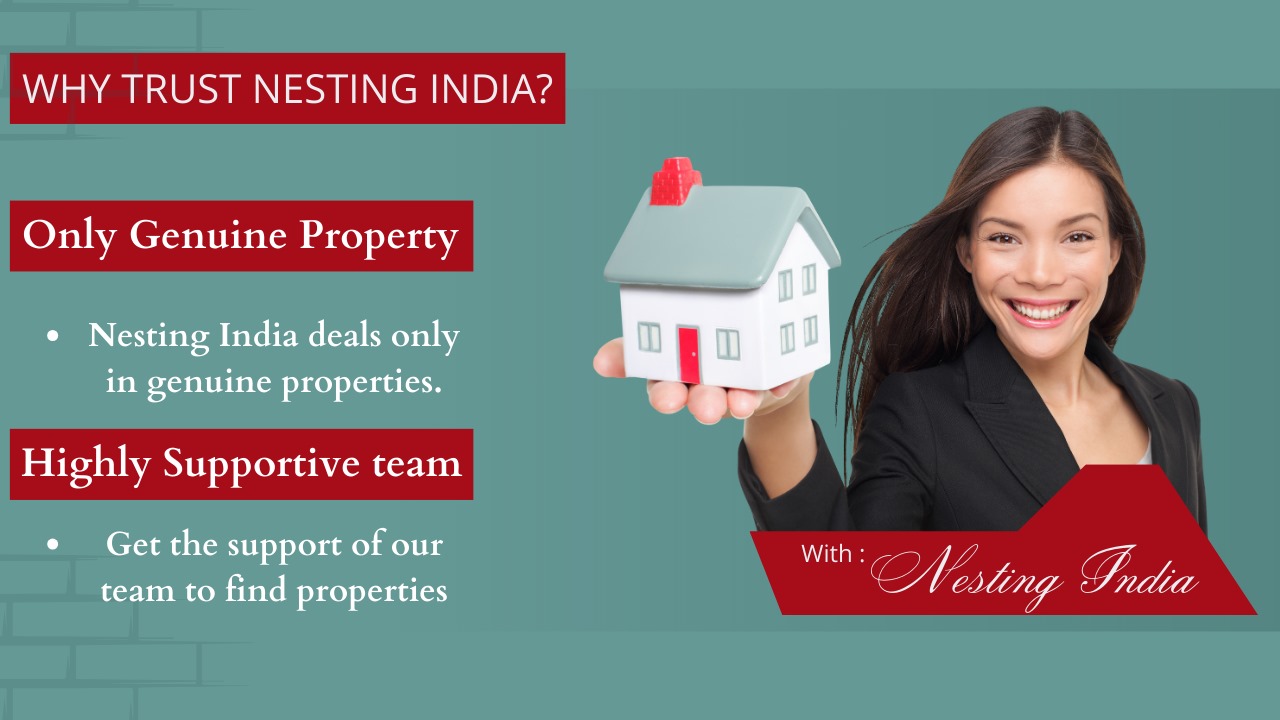 WHY TRUST NESTING INDIA?
Only Genuine Property
• Nesting India deals only
in genuine properties.
Highly Supportive team
• Get the support of our
team to find properties
With : Nesting India